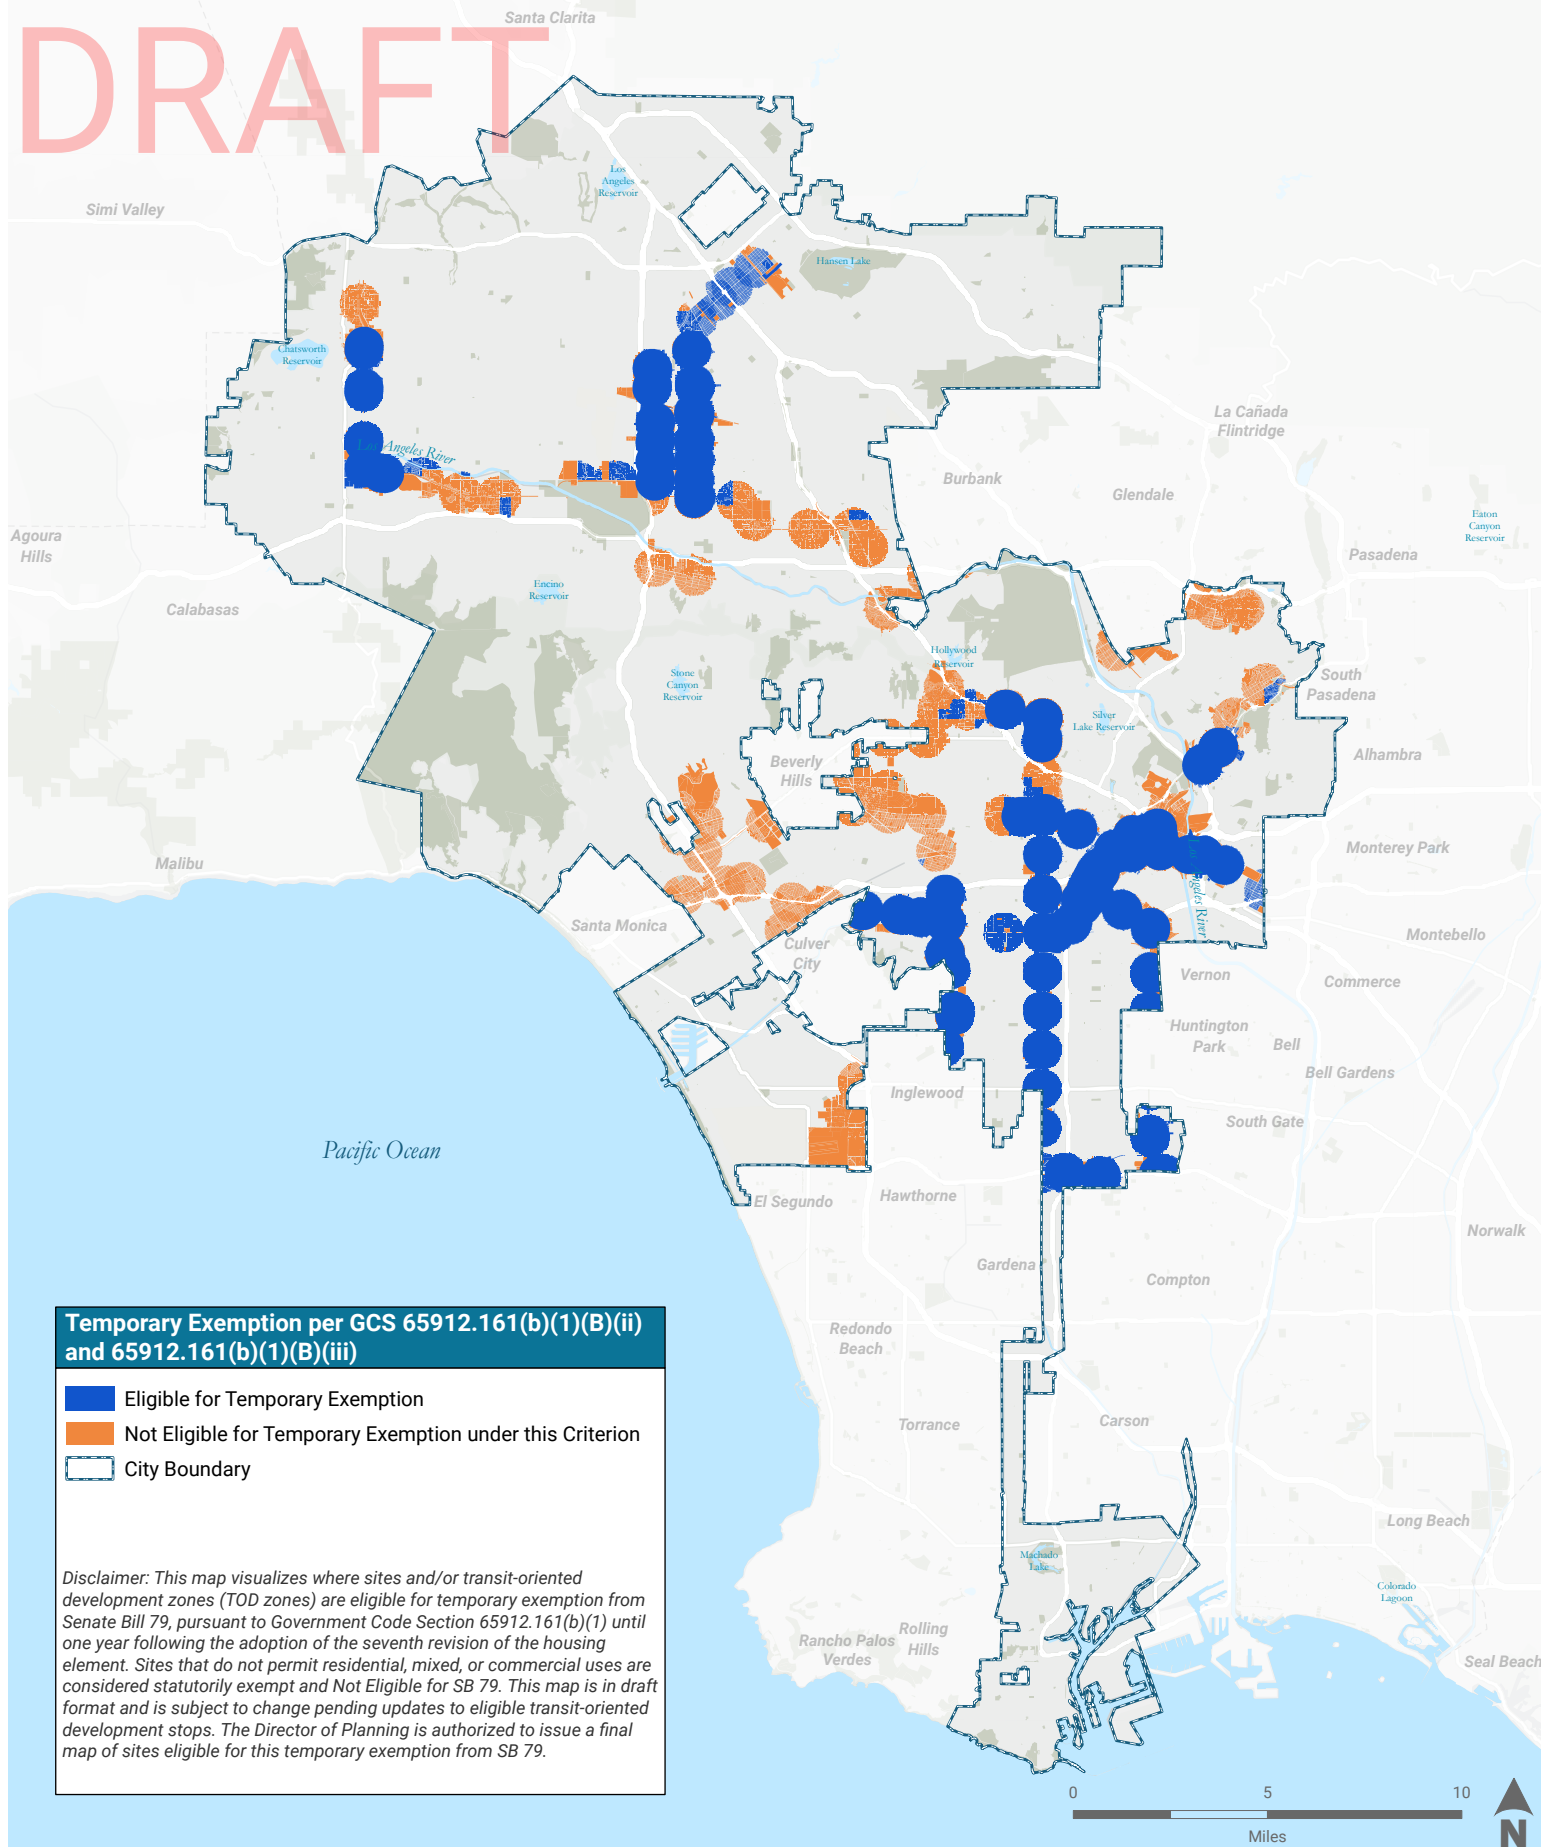 DRAFT
Santa Clarita
Los
Angeles
Reservoir
Simi Valley
Hansen Lake
Chatsworth
Reservoir
La Cañada
Flintridge
Los Angeles River
Burbank
Glendale
Eaton
Canyon
Reservoir
Agoura
Hills
Pasadena
Encino
Reservoir
Calabasas
Hollywood
Reservoir
Stone
Canyon
Reservoir
South
Pasadena
Silver
Lake Reservoir
Beverly
Hills
Alhambra
Malibu
Monterey Park
Los Angeles River
Santa Monica
Culver
City
Montebello
Vernon
Commerce
Huntington
Park
Bell
Bell Gardens
Inglewood
South Gate
Pacific Ocean
El Segundo
Hawthorne
Norwalk
Gardena
Compton
Redondo
Beach
Torrance
Carson
Long Beach
Machado
Lake
Colorado
Lagoon
Rolling
Hills
Rancho Palos
Verdes
Seal Beach
Temporary Exemption per GCS 65912.161(b)(1)(B)(ii)
and 65912.161(b)(1)(B)(iii)
Eligible for Temporary Exemption
Not Eligible for Temporary Exemption under this Criterion
City Boundary
Disclaimer: This map visualizes where sites and/or transit-oriented
development zones (TOD zones) are eligible for temporary exemption from
Senate Bill 79, pursuant to Government Code Section 65912.161(b)(1) until
one year following the adoption of the seventh revision of the housing
element. Sites that do not permit residential, mixed, or commercial uses are
considered statutorily exempt and Not Eligible for SB 79. This map is in draft
format and is subject to change pending updates to eligible transit-oriented
development stops. The Director of Planning is authorized to issue a final
map of sites eligible for this temporary exemption from SB 79.
0 5 10
Miles
N